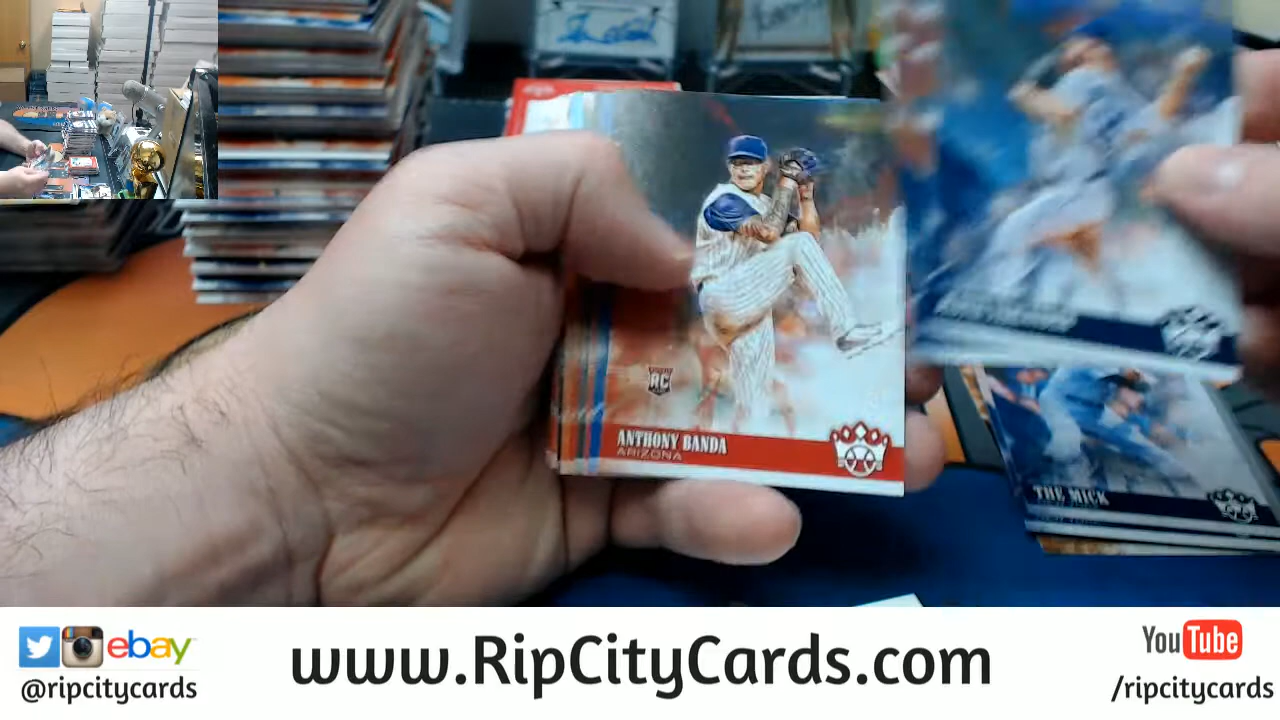 RC
ANTHONY BANDA
ARIZONA
THE MICK
ebay
@ripcitycards
www.RipCityCards.com
YouTube
/ripcitycards